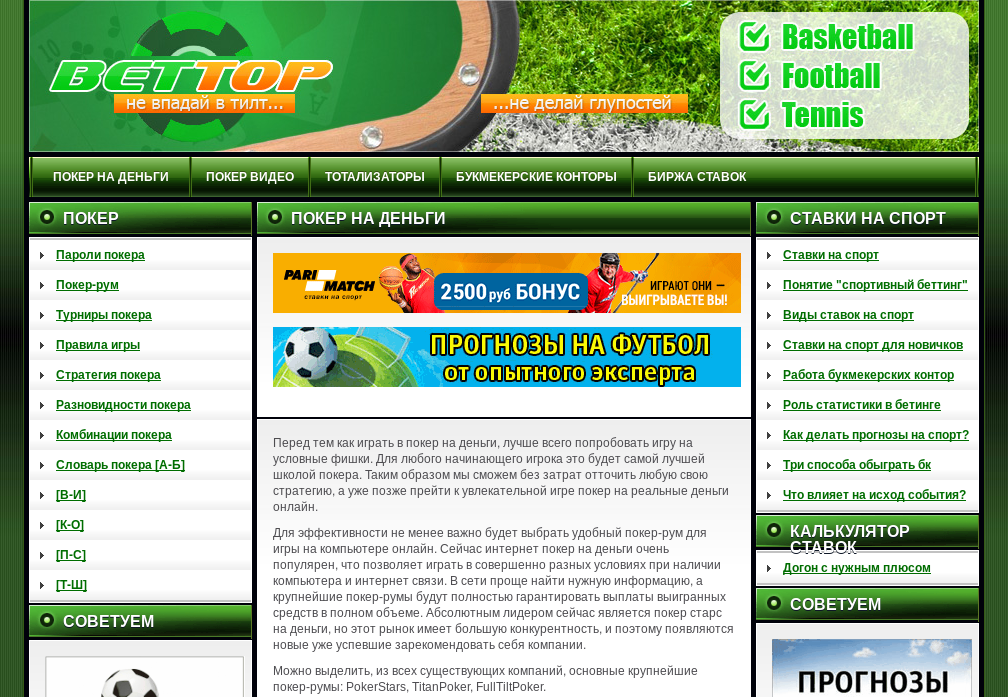 BETTOP
не впадай в тилт...
...не делай глупостей
Basketball
Football
Tennis
ПОКЕР НА ДЕНЬГИ
ПОКЕР ВИДЕО
ТОТАЛИЗАТОРЫ
БУКМЕКЕРСКИЕ КОНТОРЫ
БИРЖА СТАВОК
ПОКЕР
Пароли покера
Покер-рум
Турниры покера
Правила игры
Стратегия покера
Разновидности покера
Комбинации покера
Словарь покера [А-Б]
[В-И]
[К-О]
[П-С]
[Т-Ш]
СОВЕТУЕМ
ПОКЕР НА ДЕНЬГИ
PARI MATCH
ставки на спорт
2500 руб БОНУС
ИГРАЮТ ОНИ —
ВЫИГРЫВАЕТЕ ВЫ!
ПРОГНОЗЫ НА ФУТБОЛ
от опытного эксперта
Перед тем как играть в покер на деньги, лучше всего попробовать игру на
условные фишки. Для любого начинающего игрока это будет самой лучшей
школой покера. Таким образом мы сможем без затрат отточить любую свою
стратегию, а уже позже прейти к увлекательной игре покер на реальные деньги
онлайн.
Для эффективности не менее важно будет выбрать удобный покер-рум для
игры на компьютере онлайн. Сейчас интернет покер на деньги очень
популярен, что позволяет играть в совершенно разных условиях при наличии
компьютера и интернет связи. В сети проще найти нужную информацию, а
крупнейшие покер-румы будут полностью гарантировать выплаты выигранных
средств в полном объеме. Абсолютным лидером сейчас является покер старс
на деньги, но этот рынок имеет большую конкурентность, и поэтому появляются
новые уже успевшие зарекомендовать себя компании.
Можно выделить, из всех существующих компаний, основные крупнейшие
покер-румы: PokerStars, TitanPoker, FullTiltPoker.
СТАВКИ НА СПОРТ
Ставки на спорт
Понятие "спортивный беттинг"
Виды ставок на спорт
Ставки на спорт для новичков
Работа букмекерских контор
Роль статистики в бетинге
Как делать прогнозы на спорт?
Три способа обыграть бк
Что влияет на исход события?
КАЛЬКУЛЯТОР
СТАВОК
Догон с нужным плюсом
СОВЕТУЕМ
ПРОГНОЗЫ